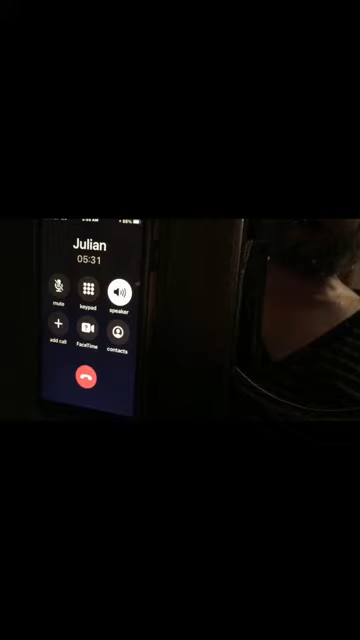 Julian
05:31
mute
keypad
speaker
add call
FaceTime
contacts